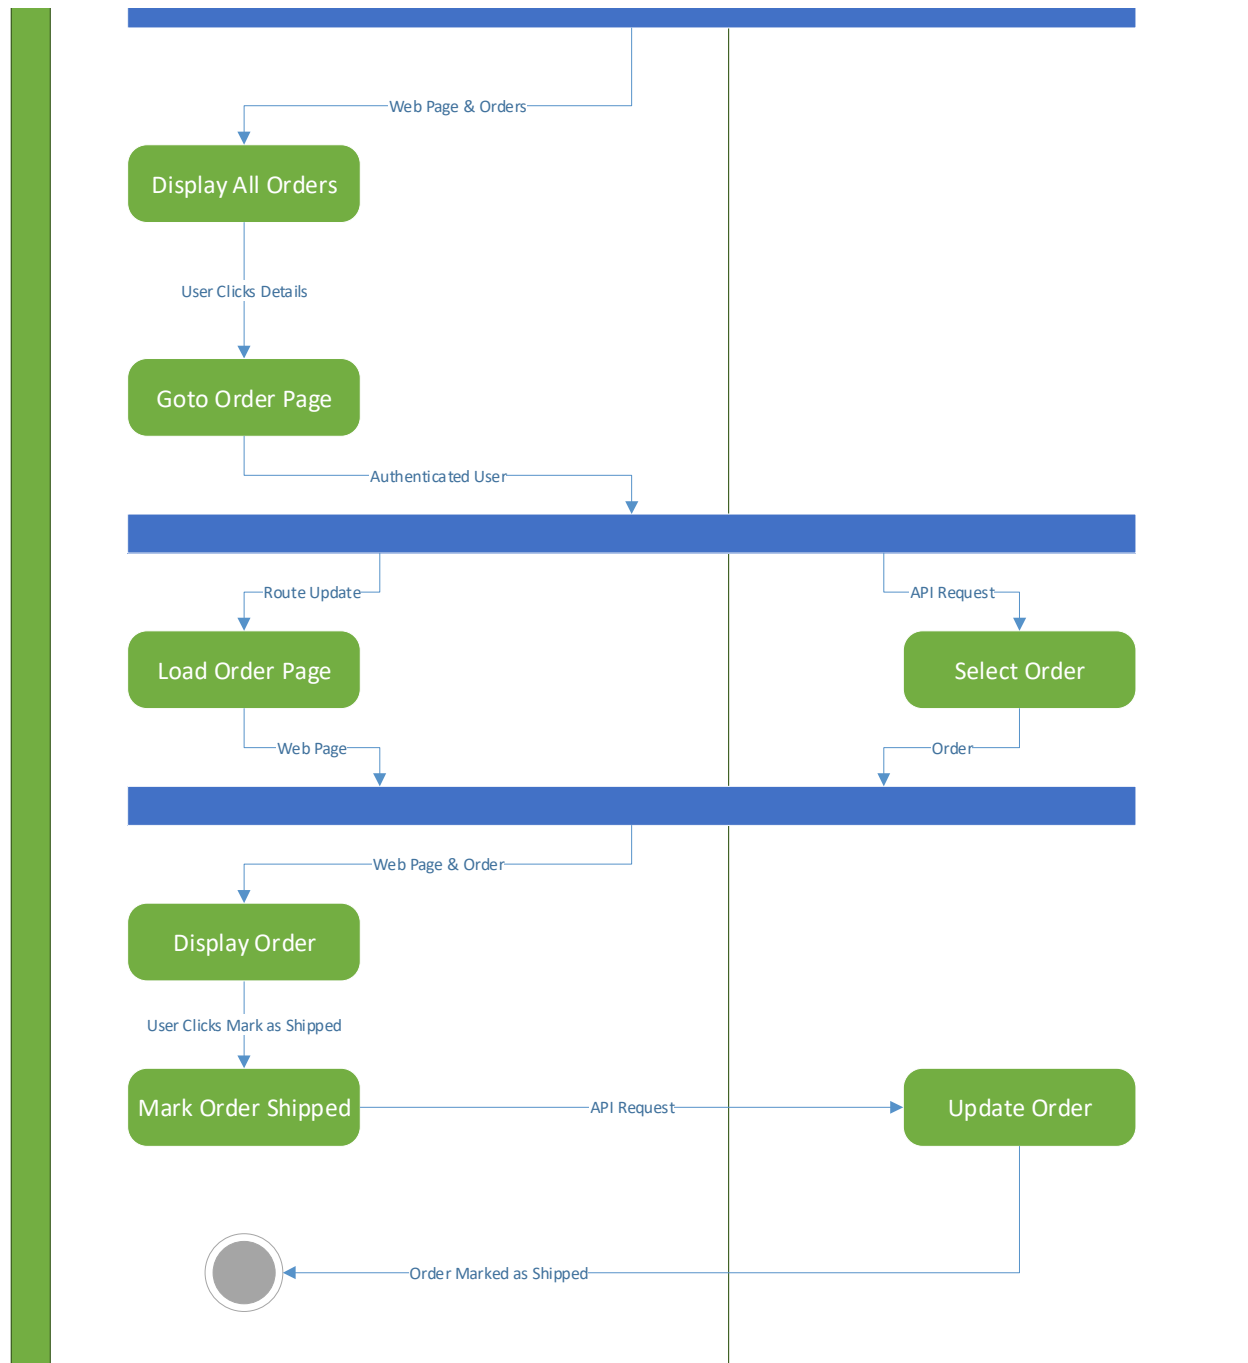 Web Page & Orders
Display All Orders
User Clicks Details
Goto Order Page
Authenticated User
Route Update
API Request
Load Order Page
Select Order
Web Page
Order
Web Page & Order
Display Order
User Clicks Mark as Shipped
Mark Order Shipped
API Request
Update Order
Order Marked as Shipped